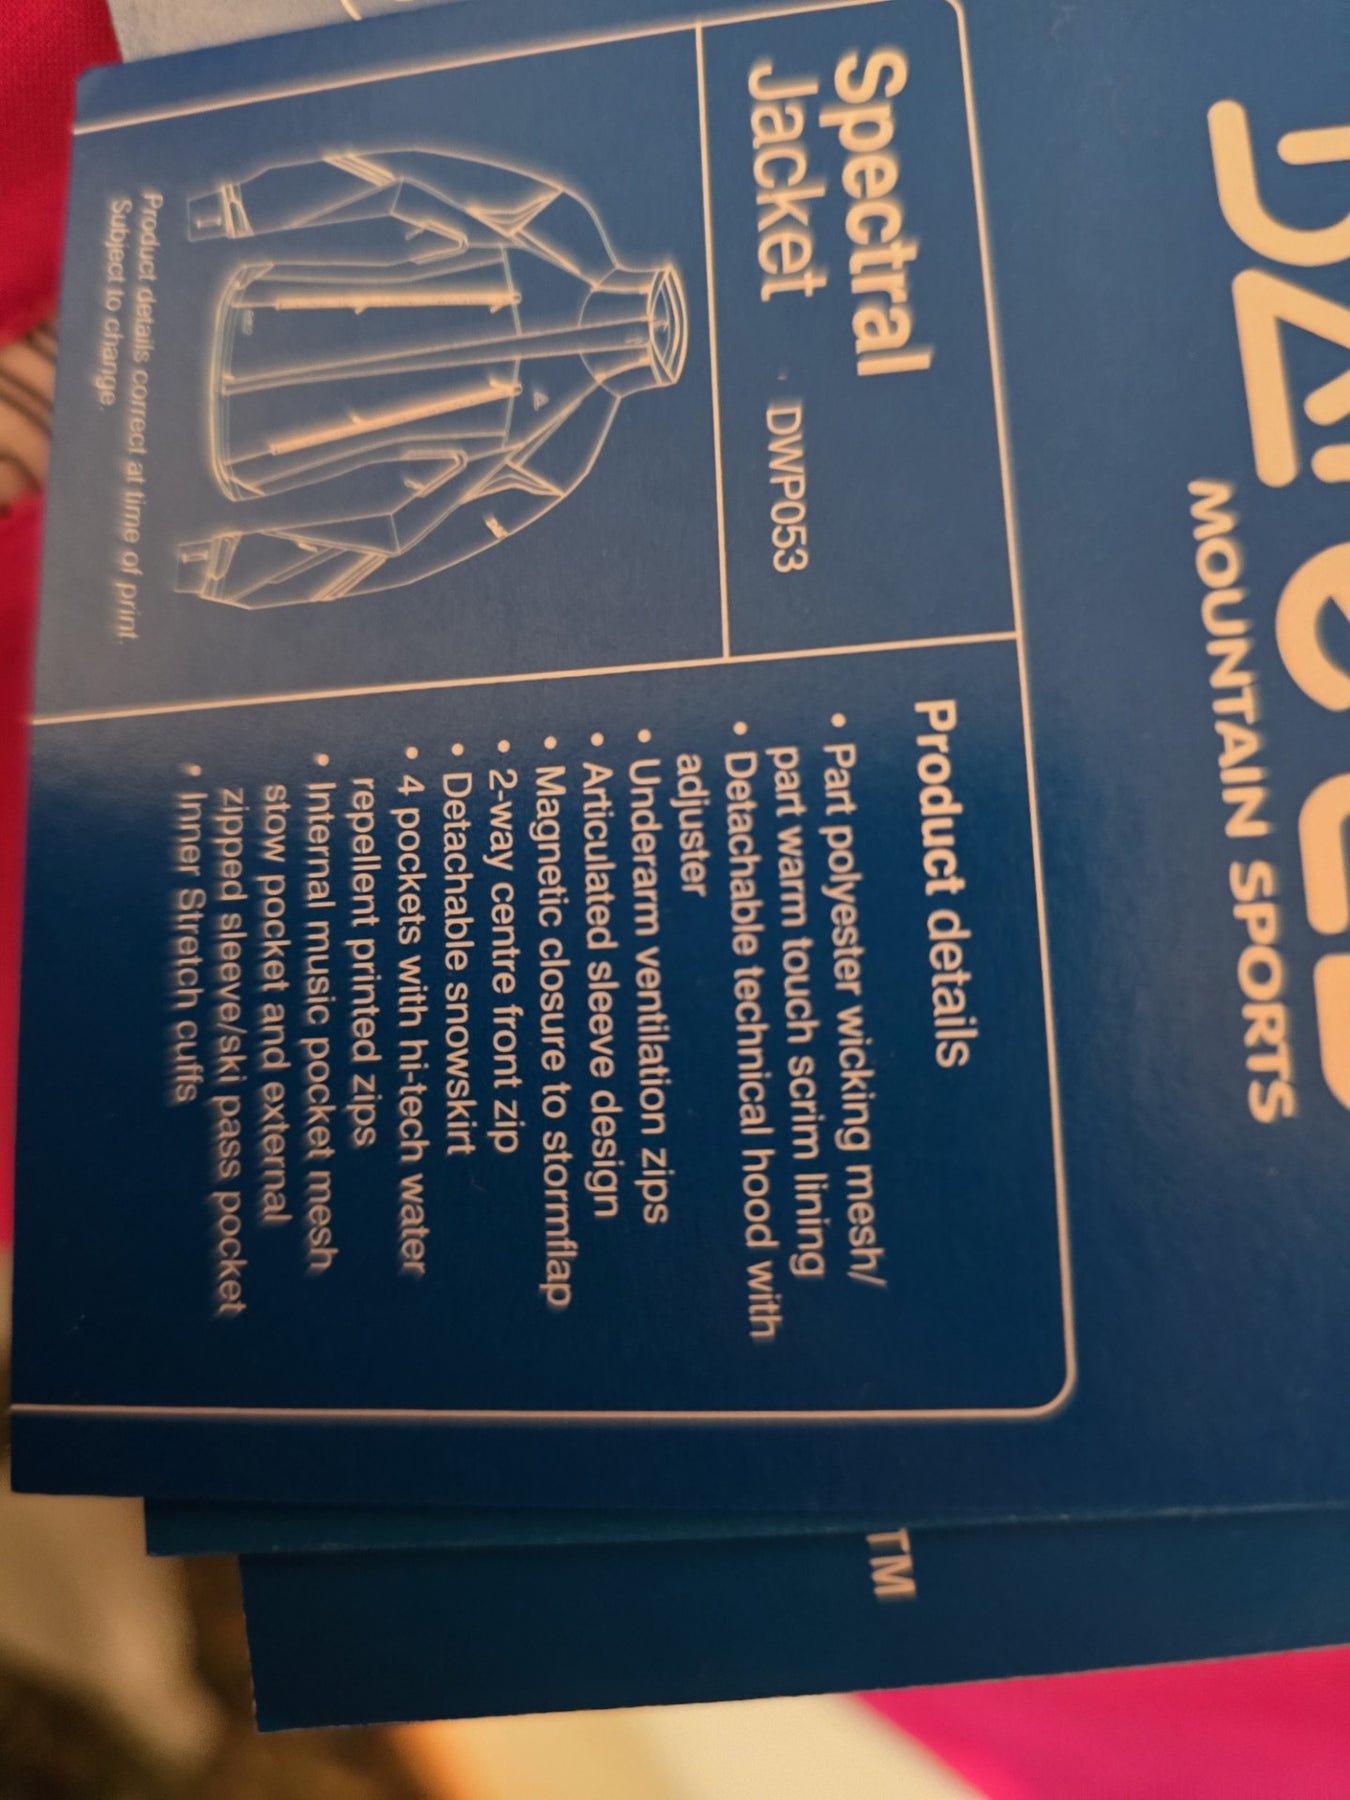 MOUNTAIN SPORTS
Spectral
Jacket DWP053
Product details correct at time of print.
Subject to change.
Product details
• Part polyester wicking mesh/
part warm touch scrim lining
• Detachable technical hood with
adjuster
• Underarm ventilation zips
• Articulated sleeve design
• Magnetic closure to stormflap
• 2-way centre front zip
• Detachable snowskirt
• 4 pockets with hi-tech water
repellent printed zips
• Internal music pocket mesh
stow pocket and external
zipped sleeve/ski pass pocket
• Inner Stretch cuffs
TM